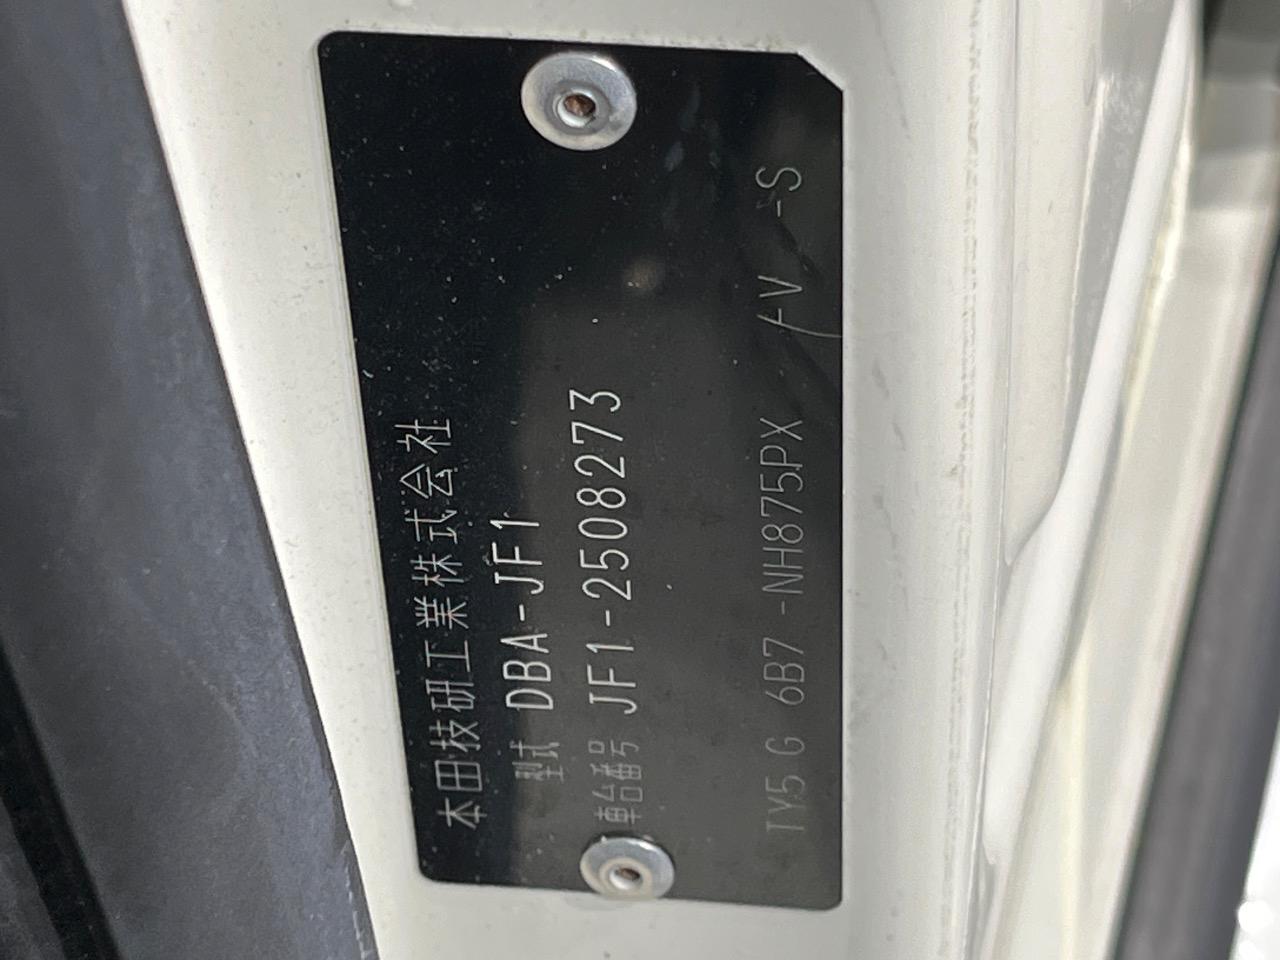 本田技研工業株式会社
型式 DBA-JF1
車台番号 JF1-2508273
TY5 G 6B7 -NH875PX / V -S